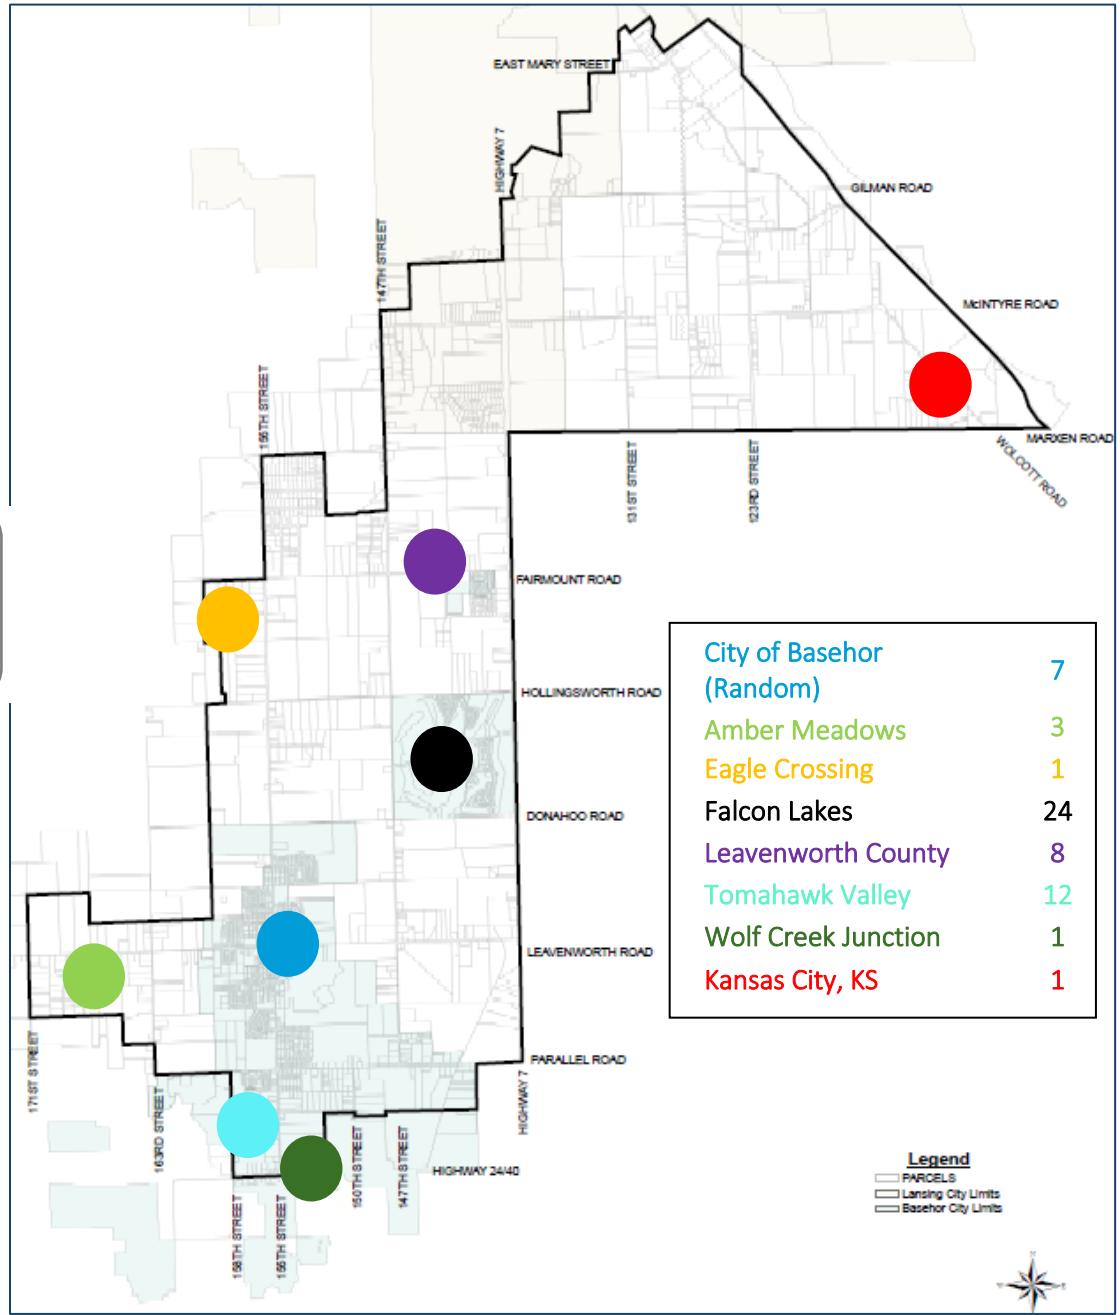 EAST MARY STREET
HIGHWAY 7
GILMAN ROAD
147TH STREET
McINTYRE ROAD
155TH STREET
MARXEN ROAD
WOLCOTT ROAD
131ST STREET
123RD STREET
FAIRMOUNT ROAD
City of Basehor
(Random) 7
Amber Meadows 3
Eagle Crossing 1
Falcon Lakes 24
Leavenworth County 8
Tomahawk Valley 12
Wolf Creek Junction 1
Kansas City, KS 1
HOLLINGSWORTH ROAD
DONAHOO ROAD
LEAVENWORTH ROAD
PARALLEL ROAD
171ST STREET
163RD STREET
HIGHWAY 7
150TH STREET
147TH STREET
HIGHWAY 24/40
158TH STREET
155TH STREET
Legend
PARCELS
Lansing City Limits
Basehor City Limits